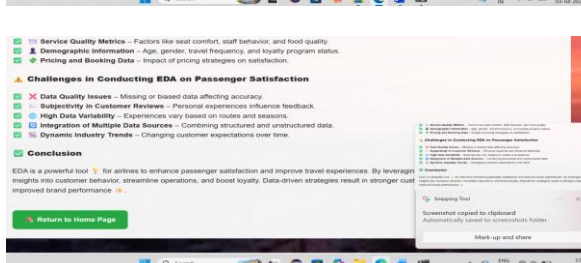 Service Quality Metrics – Factors like seat comfort, staff behavior, and food quality.
Demographic Information – Age, gender, travel frequency, and loyalty program status.
Pricing and Booking Data – Impact of pricing strategies on satisfaction.
Challenges in Conducting EDA on Passenger Satisfaction
Data Quality Issues – Missing or biased data affecting accuracy.
Subjectivity in Customer Reviews – Personal experiences influence feedback.
High Data Variability – Experiences vary based on routes and seasons.
Integration of Multiple Data Sources – Combining structured and unstructured data.
Dynamic Industry Trends – Changing customer expectations over time.
Conclusion
EDA is a powerful tool for airlines to enhance passenger satisfaction and improve travel experiences. By leveragin
insights into customer behavior, streamline operations, and boost loyalty. Data-driven strategies result in stronger cust
improved brand performance
Return to Home Page
Snipping Tool
Screenshot copied to clipboard
Automatically saved to screenshots folder.
Mark-up and share
ENG